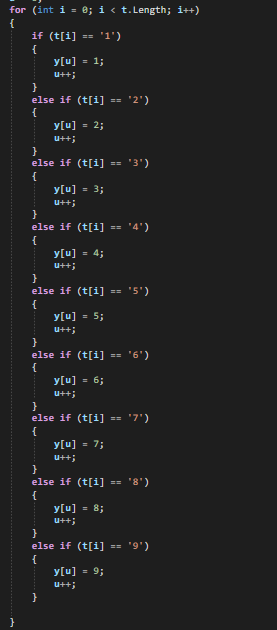 for (int i = 0; i < t.Length; i++)
{
if (t[i] == '1')
{
y[u] = 1;
u++;
}
else if (t[i] == '2')
{
y[u] = 2;
u++;
}
else if (t[i] == '3')
{
y[u] = 3;
u++;
}
else if (t[i] == '4')
{
y[u] = 4;
u++;
}
else if (t[i] == '5')
{
y[u] = 5;
u++;
}
else if (t[i] == '6')
{
y[u] = 6;
u++;
}
else if (t[i] == '7')
{
y[u] = 7;
u++;
}
else if (t[i] == '8')
{
y[u] = 8;
u++;
}
else if (t[i] == '9')
{
y[u] = 9;
u++;
}
}